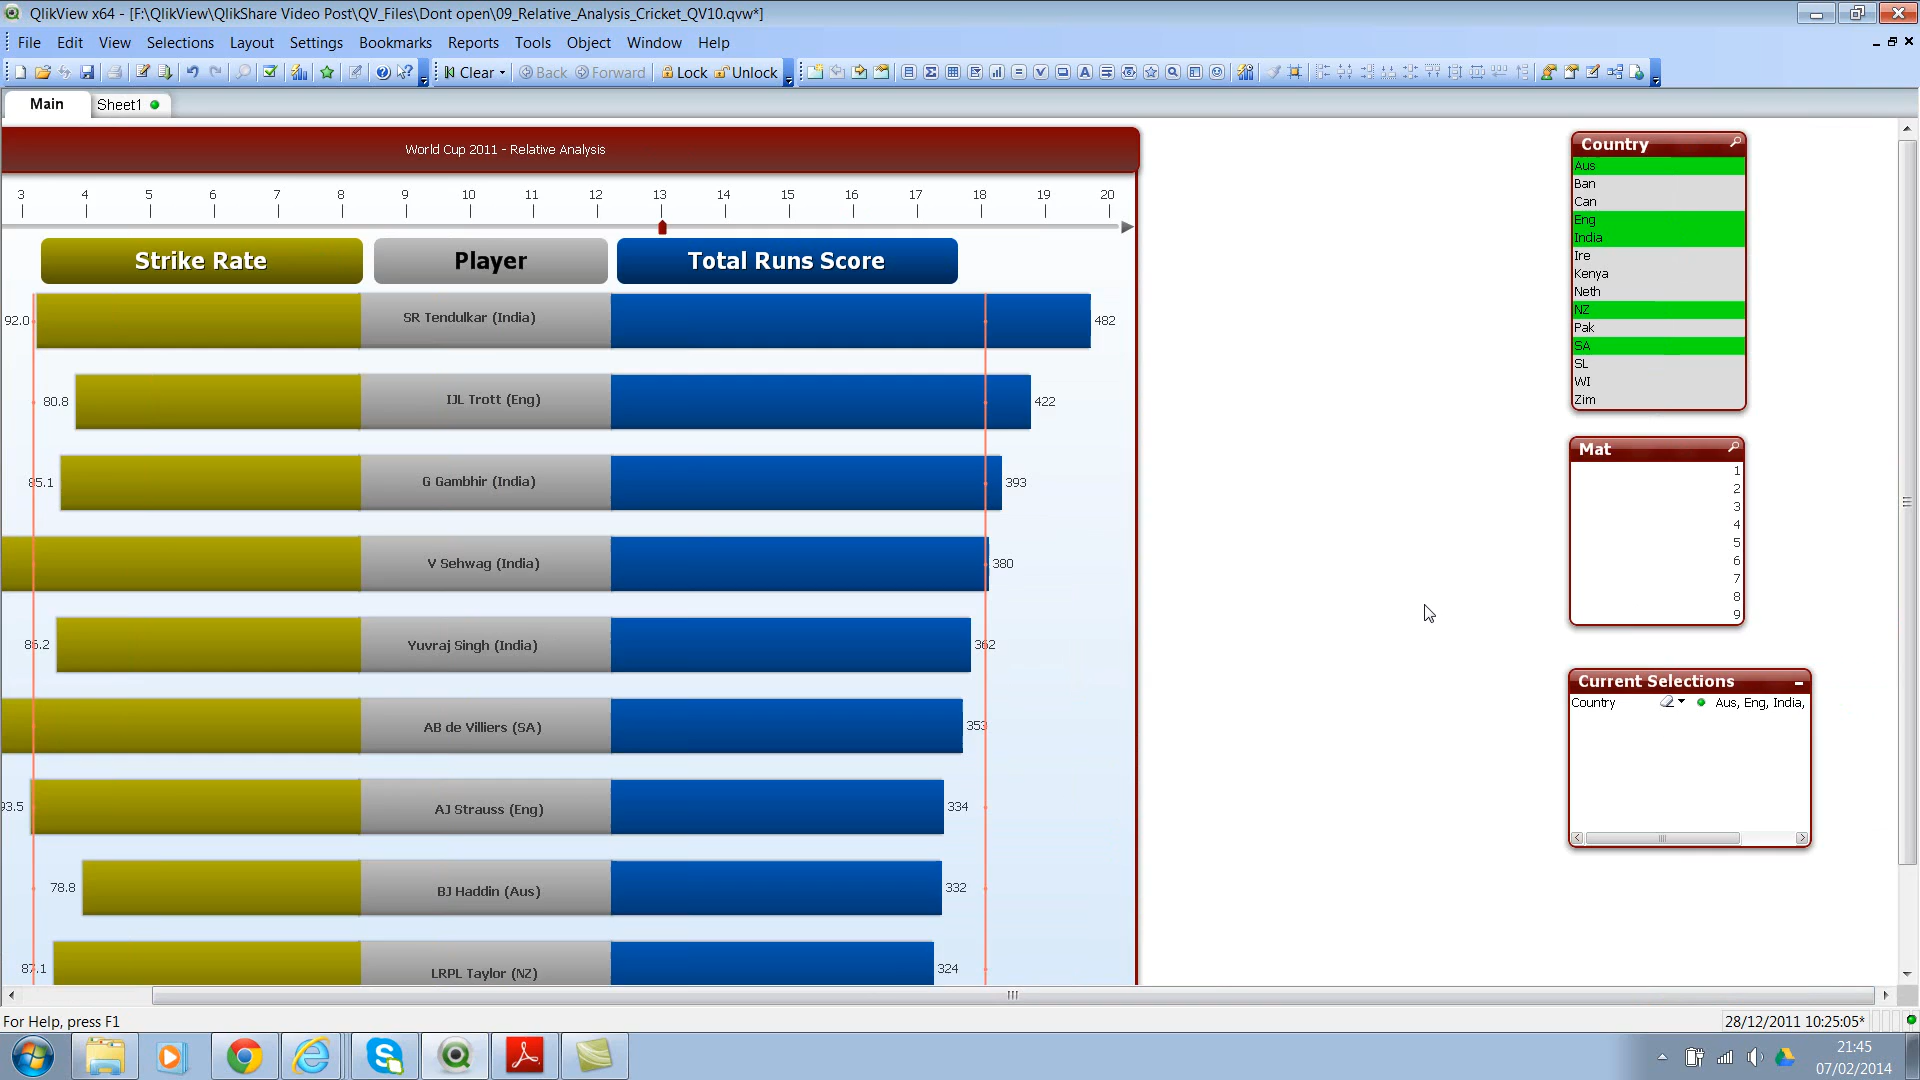 QlikView x64 - [F:\QlikView\QlikShare Video Post\QV_Files\Dont open\09_Relative_Analysis_Cricket_QV10.qvw*]
File Edit View Selections Layout Settings Bookmarks Reports Tools Object Window Help
Clear Back Forward Lock Unlock
Main Sheet1
World Cup 2011 - Relative Analysis
3 4 5 6 7 8 9 10 11 12 13 14 15 16 17 18 19 20
Strike Rate Player Total Runs Score
92.0 SR Tendulkar (India) 482
80.8 IJL Trott (Eng) 422
85.1 G Gambhir (India) 393
V Sehwag (India) 380
86.2 Yuvraj Singh (India) 362
AB de Villiers (SA) 353
93.5 AJ Strauss (Eng) 334
78.8 BJ Haddin (Aus) 332
87.1 LRPL Taylor (NZ) 324
Country
Aus
Ban
Can
Eng
India
Ire
Kenya
Neth
NZ
Pak
SA
SL
WI
Zim
Mat
1
2
3
4
5
6
7
8
9
Current Selections
Country Aus, Eng, India,
For Help, press F1
28/12/2011 10:25:05*
21:45
07/02/2014